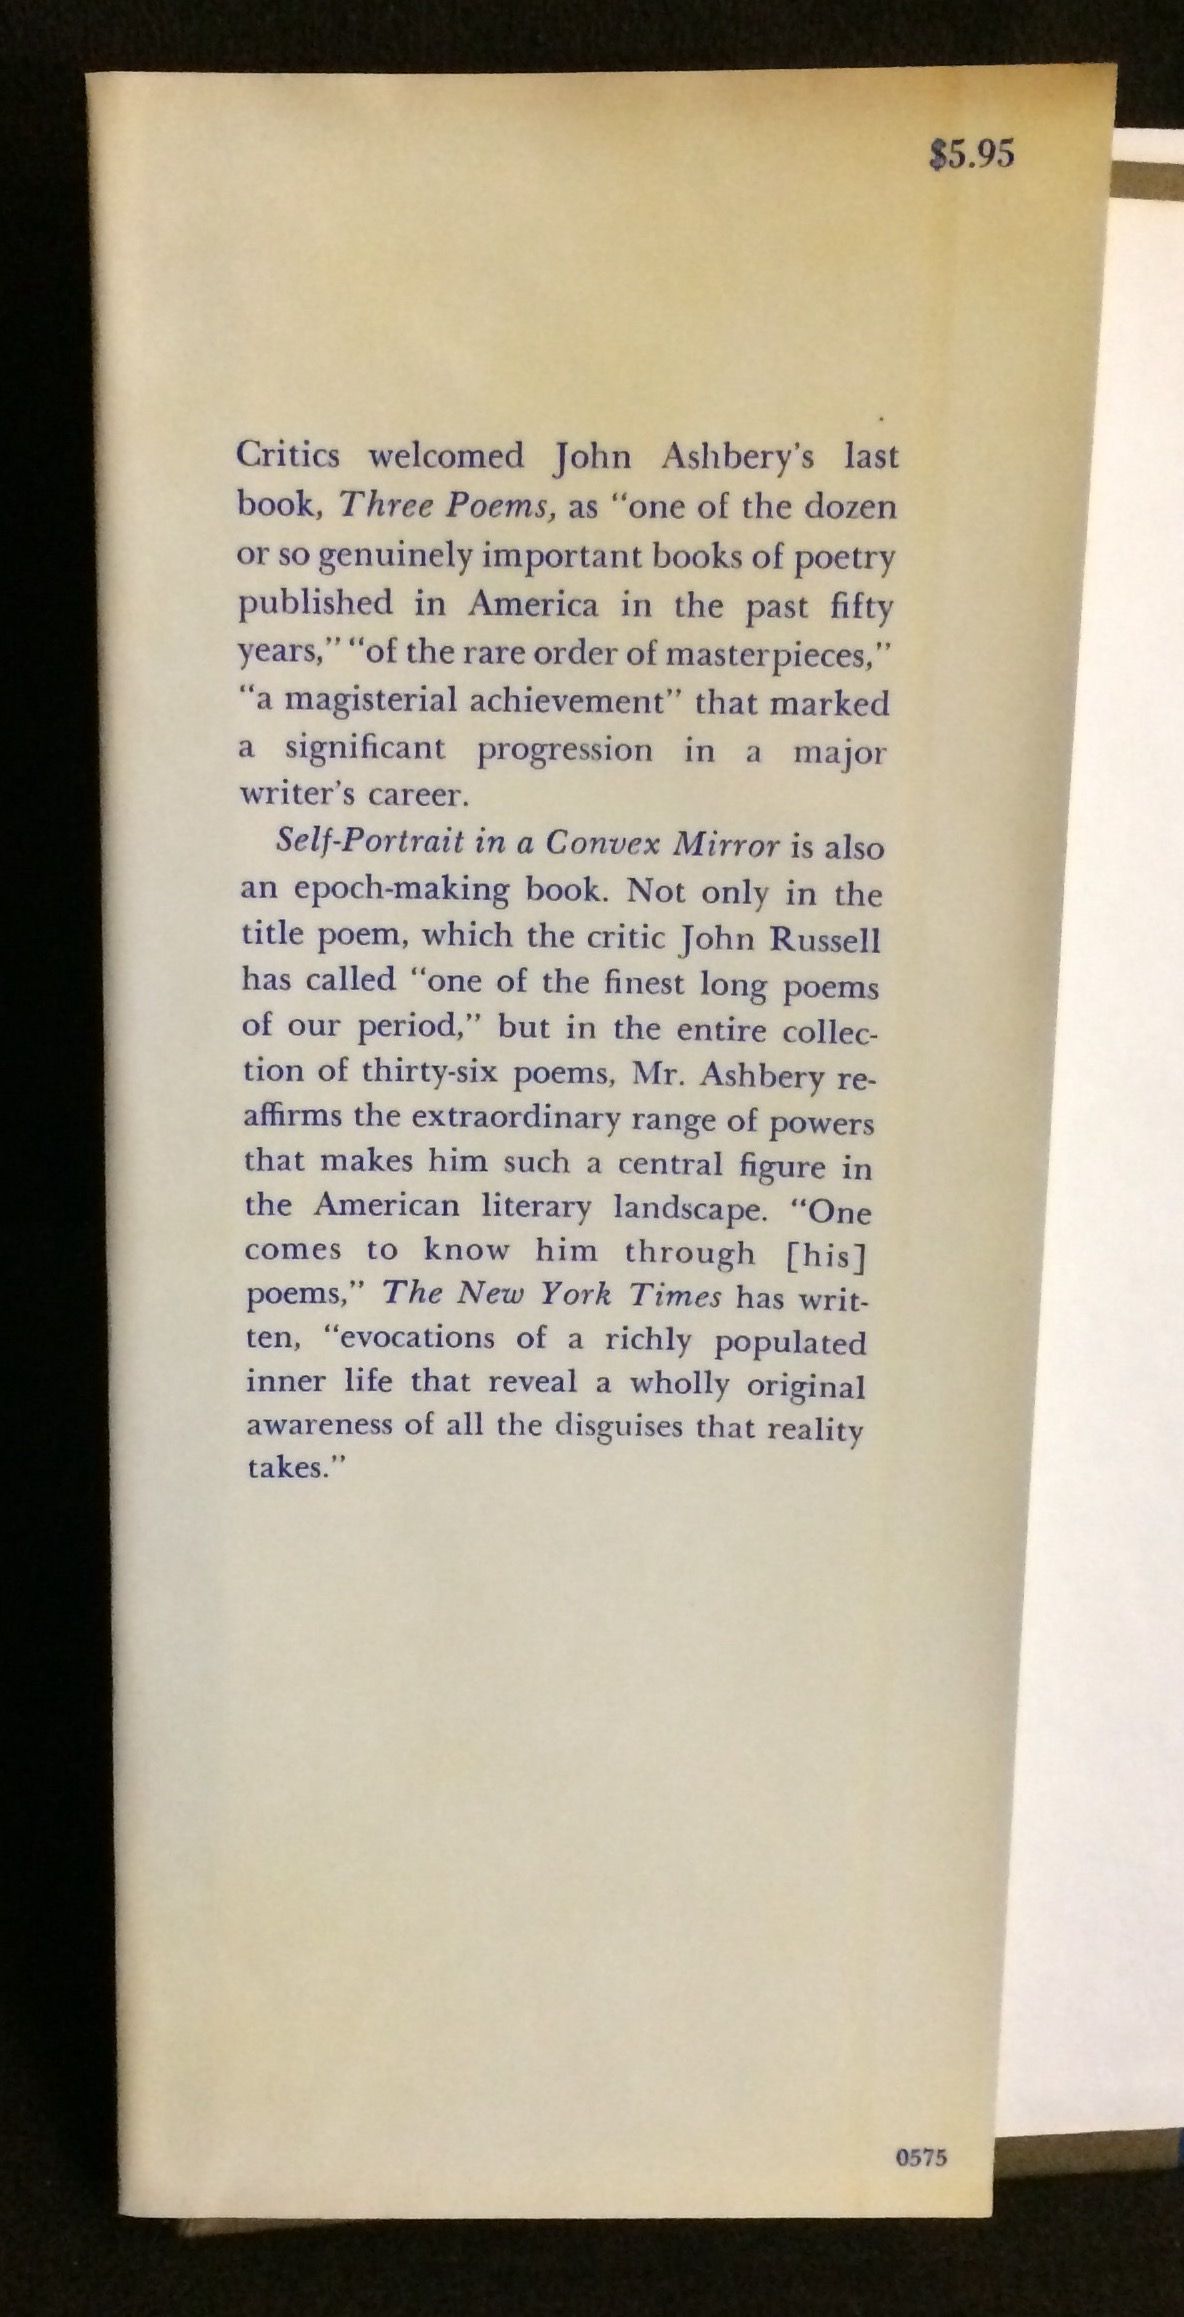 $5.95
Critics welcomed John Ashbery's last
book, Three Poems, as “one of the dozen
or so genuinely important books of poetry
published in America in the past fifty
years,” “of the rare order of masterpieces,”
“a magisterial achievement” that marked
a significant progression in a major
writer's career.
Self-Portrait in a Convex Mirror is also
an epoch-making book. Not only in the
title poem, which the critic John Russell
has called “one of the finest long poems
of our period,” but in the entire collec-
tion of thirty-six poems, Mr. Ashbery re-
affirms the extraordinary range of powers
that makes him such a central figure in
the American literary landscape. “One
comes to know him through [his]
poems,” The New York Times has writ-
ten, “evocations of a richly populated
inner life that reveal a wholly original
awareness of all the disguises that reality
takes.”
0575